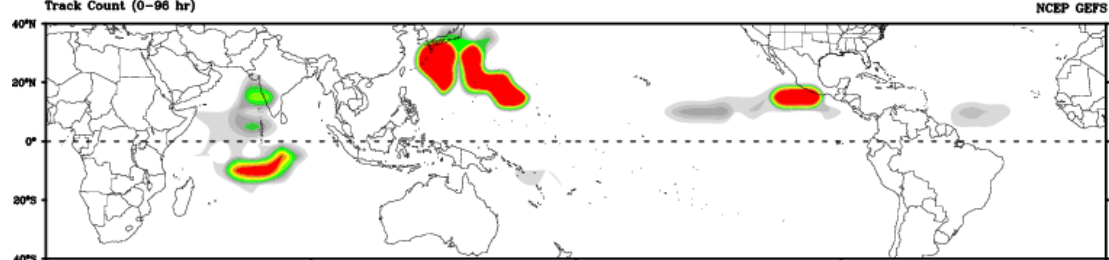 Track Count (0–96 hr)
NCEP GEFS
40°N
20°N
0°
20°S
40°S